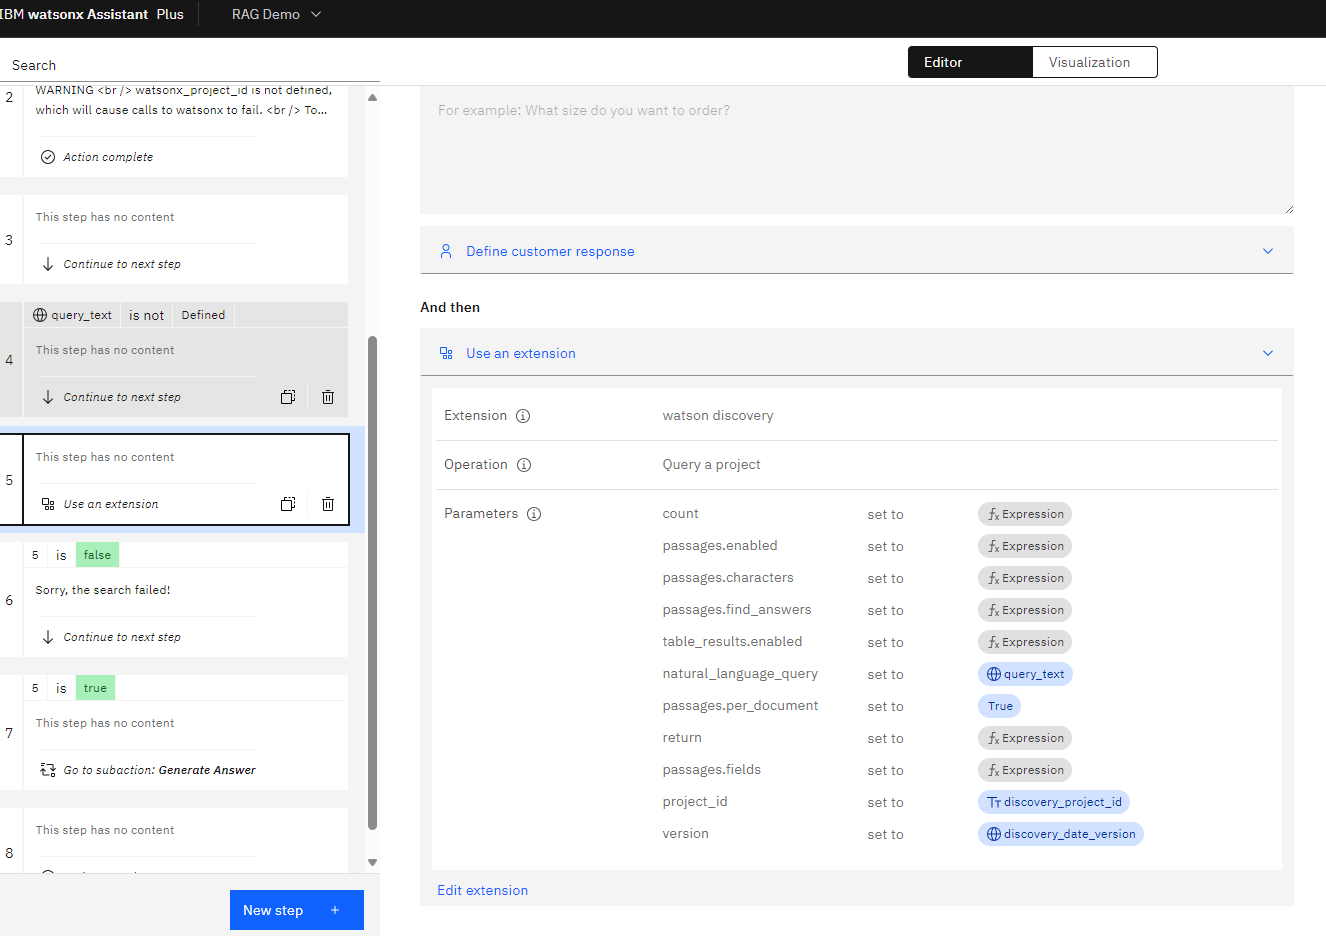 IBM watsonx Assistant Plus
RAG Demo
Search
Editor
Visualization
2
WARNING <br /> watsonx_project_id is not defined,
which will cause calls to watsonx to fail. <br /> To...
Action complete
3
This step has no content
Continue to next step
query_text is not Defined
4
This step has no content
Continue to next step
5
This step has no content
Use an extension
5 is false
6
Sorry, the search failed!
Continue to next step
5 is true
7
This step has no content
Go to subaction: Generate Answer
8
This step has no content
New step +
For example: What size do you want to order?
Define customer response
And then
Use an extension
Extension watson discovery
Operation Query a project
Parameters count set to fx Expression
passages.enabled set to fx Expression
passages.characters set to fx Expression
passages.find_answers set to fx Expression
table_results.enabled set to fx Expression
natural_language_query set to query_text
passages.per_document set to True
return set to fx Expression
passages.fields set to fx Expression
project_id set to TT discovery_project_id
version set to discovery_date_version
Edit extension